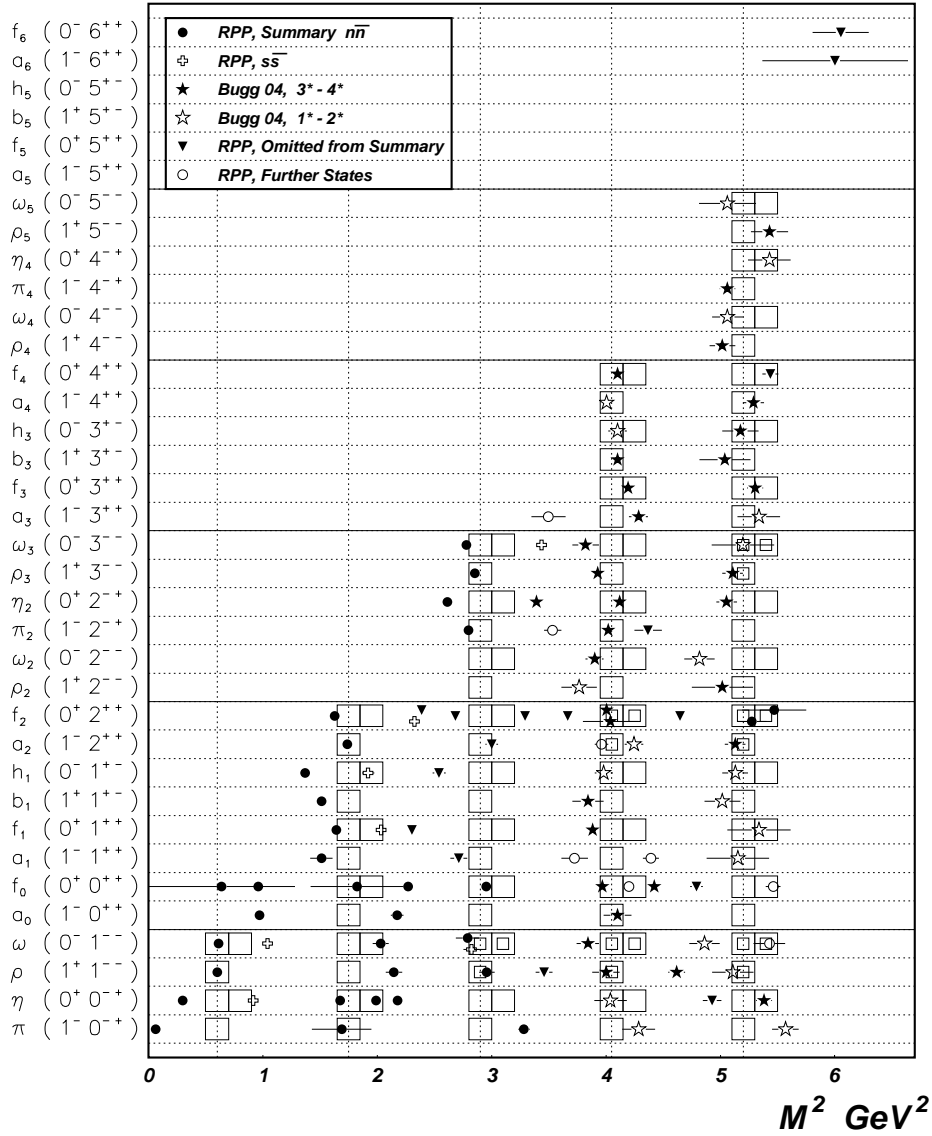 f₆ ( 0⁻ 6⁺⁺ )
a₆ ( 1⁻ 6⁺⁺ )
h₅ ( 0⁻ 5⁺⁻ )
b₅ ( 1⁺ 5⁺⁻ )
f₅ ( 0⁺ 5⁺⁺ )
a₅ ( 1⁻ 5⁺⁺ )
ω₅ ( 0⁻ 5⁻⁻ )
ρ₅ ( 1⁺ 5⁻⁻ )
η₄ ( 0⁺ 4⁻⁺ )
π₄ ( 1⁻ 4⁻⁺ )
ω₄ ( 0⁻ 4⁻⁻ )
ρ₄ ( 1⁺ 4⁻⁻ )
f₄ ( 0⁺ 4⁺⁺ )
a₄ ( 1⁻ 4⁺⁺ )
h₃ ( 0⁻ 3⁺⁻ )
b₃ ( 1⁺ 3⁺⁻ )
f₃ ( 0⁺ 3⁺⁺ )
a₃ ( 1⁻ 3⁺⁺ )
ω₃ ( 0⁻ 3⁻⁻ )
ρ₃ ( 1⁺ 3⁻⁻ )
η₂ ( 0⁺ 2⁻⁺ )
π₂ ( 1⁻ 2⁻⁺ )
ω₂ ( 0⁻ 2⁻⁻ )
ρ₂ ( 1⁺ 2⁻⁻ )
f₂ ( 0⁺ 2⁺⁺ )
a₂ ( 1⁻ 2⁺⁺ )
h₁ ( 0⁻ 1⁺⁻ )
b₁ ( 1⁺ 1⁺⁻ )
f₁ ( 0⁺ 1⁺⁺ )
a₁ ( 1⁻ 1⁺⁺ )
f₀ ( 0⁺ 0⁺⁺ )
a₀ ( 1⁻ 0⁺⁺ )
ω ( 0⁻ 1⁻⁻ )
ρ ( 1⁺ 1⁻⁻ )
η ( 0⁺ 0⁻⁺ )
π ( 1⁻ 0⁻⁺ )
RPP, Summary nn̅
RPP, ss̅
Bugg 04, 3* - 4*
Bugg 04, 1* - 2*
RPP, Omitted from Summary
RPP, Further States
0 1 2 3 4 5 6
M² GeV²